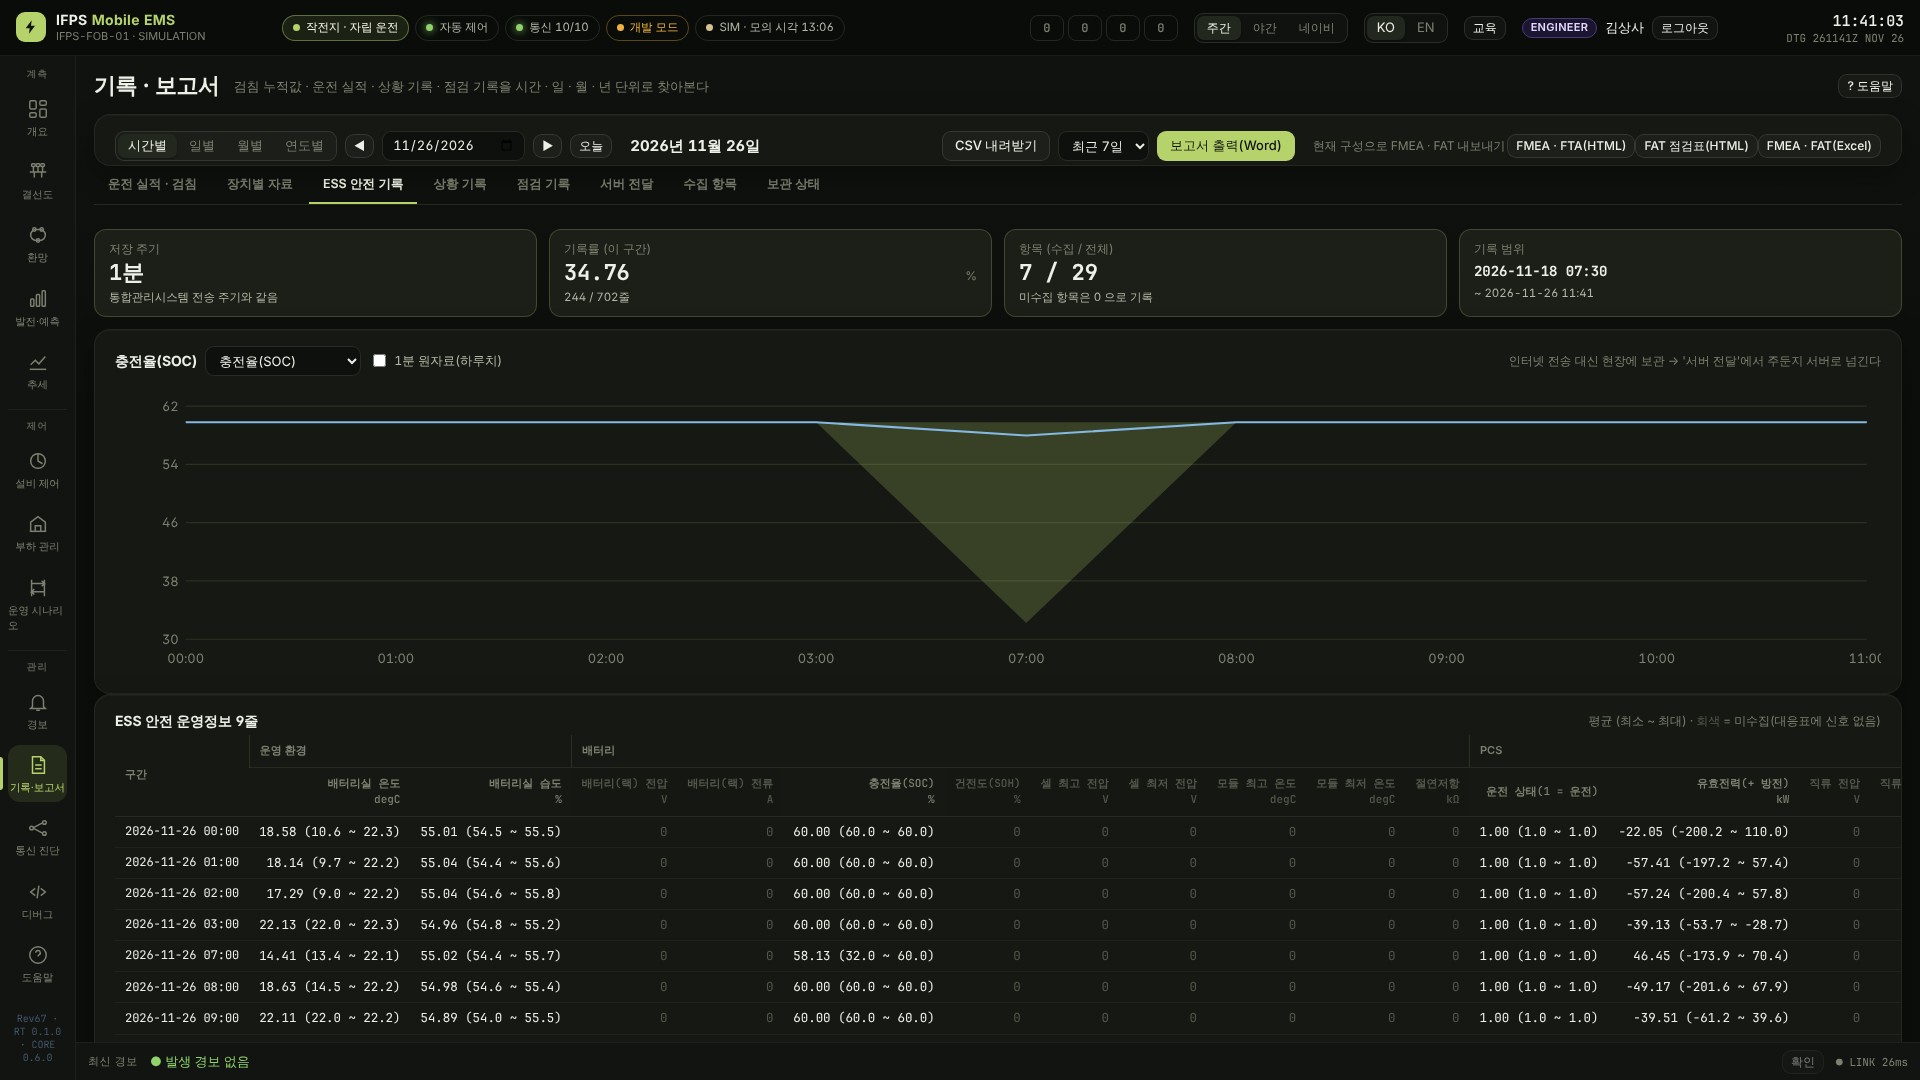 IFPS Mobile EMS
IFPS-FOB-01 · SIMULATION
작전지 · 자립 운전
자동 제어
통신 10/10
개발 모드
SIM · 모의 시각 13:06
0 0 0 0
주간 야간 네이비
KO EN
교육
ENGINEER 김상사 로그아웃
11:41:03
DTG 261141Z NOV 26
계측
개요
결선도
환망
발전·예측
추세
제어
설비 제어
부하 관리
운영 시나리
오
관리
경보
기록·보고서
통신 진단
디버그
도움말
Rev67 ·
RT 0.1.0
· CORE
0.6.0
기록 · 보고서 검침 누적값 · 운전 실적 · 상황 기록 · 점검 기록을 시간 · 일 · 월 · 년 단위로 찾아본다
? 도움말
시간별 일별 월별 연도별 ◀ 11/26/2026 ▶ 오늘 2026년 11월 26일
CSV 내려받기 최근 7일 보고서 출력(Word) 현재 구성으로 FMEA · FAT 내보내기 FMEA · FTA(HTML) FAT 점검표(HTML) FMEA · FAT(Excel)
운전 실적 · 검침 장치별 자료 ESS 안전 기록 상황 기록 점검 기록 서버 전달 수집 항목 보관 상태
저장 주기
1분
통합관리시스템 전송 주기와 같음
기록률 (이 구간)
34.76 %
244 / 702줄
항목 (수집 / 전체)
7 / 29
미수집 항목은 0 으로 기록
기록 범위
2026-11-18 07:30
~ 2026-11-26 11:41
충전율(SOC) 충전율(SOC) 1분 원자료(하루치)
인터넷 전송 대신 현장에 보관 → '서버 전달'에서 주둔지 서버로 넘긴다
62
54
46
38
30
00:00 01:00 02:00 03:00 07:00 08:00 09:00 10:00 11:00
ESS 안전 운영정보 9줄
평균 (최소 ~ 최대) · 회색 = 미수집(대응표에 신호 없음)
구간 운영 환경 배터리 PCS
배터리실 온도 배터리실 습도 배터리(랙) 전압 배터리(랙) 전류 충전율(SOC) 건전도(SOH) 셀 최고 전압 셀 최저 전압 모듈 최고 온도 모듈 최저 온도 절연저항 운전 상태(1 = 운전) 유효전력(+ 방전) 직류 전압 직류
degC % V A % % V V degC degC kΩ kW V
2026-11-26 00:00 18.58 (10.6 ~ 22.3) 55.01 (54.5 ~ 55.5) 0 0 60.00 (60.0 ~ 60.0) 0 0 0 0 0 0 1.00 (1.0 ~ 1.0) -22.05 (-200.2 ~ 110.0) 0
2026-11-26 01:00 18.14 (9.7 ~ 22.2) 55.04 (54.4 ~ 55.6) 0 0 60.00 (60.0 ~ 60.0) 0 0 0 0 0 0 1.00 (1.0 ~ 1.0) -57.41 (-197.2 ~ 57.4) 0
2026-11-26 02:00 17.29 (9.0 ~ 22.2) 55.04 (54.6 ~ 55.8) 0 0 60.00 (60.0 ~ 60.0) 0 0 0 0 0 0 1.00 (1.0 ~ 1.0) -57.24 (-200.4 ~ 57.8) 0
2026-11-26 03:00 22.13 (22.0 ~ 22.3) 54.96 (54.8 ~ 55.2) 0 0 60.00 (60.0 ~ 60.0) 0 0 0 0 0 0 1.00 (1.0 ~ 1.0) -39.13 (-53.7 ~ -28.7) 0
2026-11-26 07:00 14.41 (13.4 ~ 22.1) 55.02 (54.4 ~ 55.7) 0 0 58.13 (32.0 ~ 60.0) 0 0 0 0 0 0 1.00 (1.0 ~ 1.0) 46.45 (-173.9 ~ 70.4) 0
2026-11-26 08:00 18.63 (14.5 ~ 22.2) 54.98 (54.6 ~ 55.4) 0 0 60.00 (60.0 ~ 60.0) 0 0 0 0 0 0 1.00 (1.0 ~ 1.0) -49.17 (-201.6 ~ 67.9) 0
2026-11-26 09:00 22.11 (22.0 ~ 22.2) 54.89 (54.0 ~ 55.5) 0 0 60.00 (60.0 ~ 60.0) 0 0 0 0 0 0 1.00 (1.0 ~ 1.0) -39.51 (-61.2 ~ 39.6) 0
최신 경보 발생 경보 없음
확인 LINK 26ms